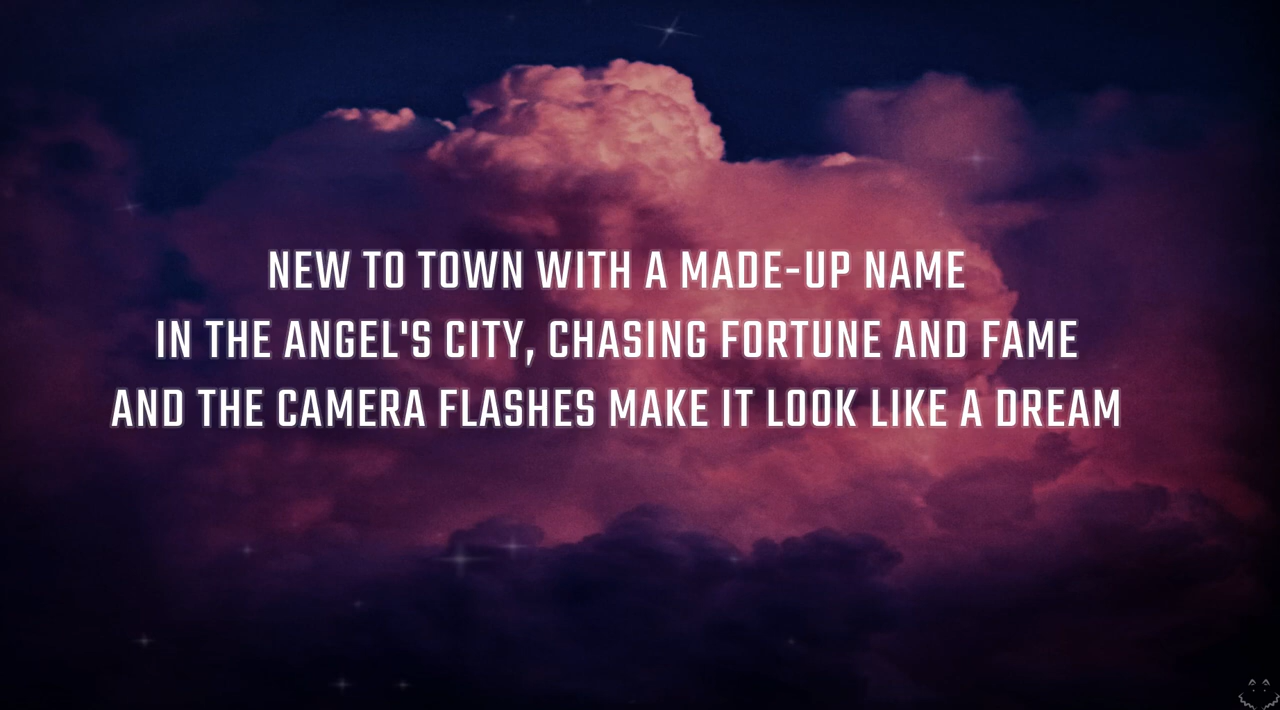 NEW TO TOWN WITH A MADE-UP NAME
IN THE ANGEL'S CITY, CHASING FORTUNE AND FAME
AND THE CAMERA FLASHES MAKE IT LOOK LIKE A DREAM